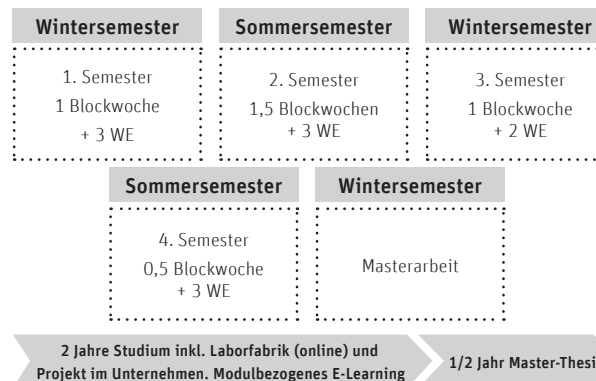 Wintersemester
Sommersemester
Wintersemester
1. Semester
1 Blockwoche
+ 3 WE
2. Semester
1,5 Blockwochen
+ 3 WE
3. Semester
1 Blockwoche
+ 2 WE
Sommersemester
Wintersemester
4. Semester
0,5 Blockwoche
+ 3 WE
Masterarbeit
2 Jahre Studium inkl. Laborfabrik (online) und
Projekt im Unternehmen. Modulbezogenes E-Learning
1/2 Jahr Master-Thesi